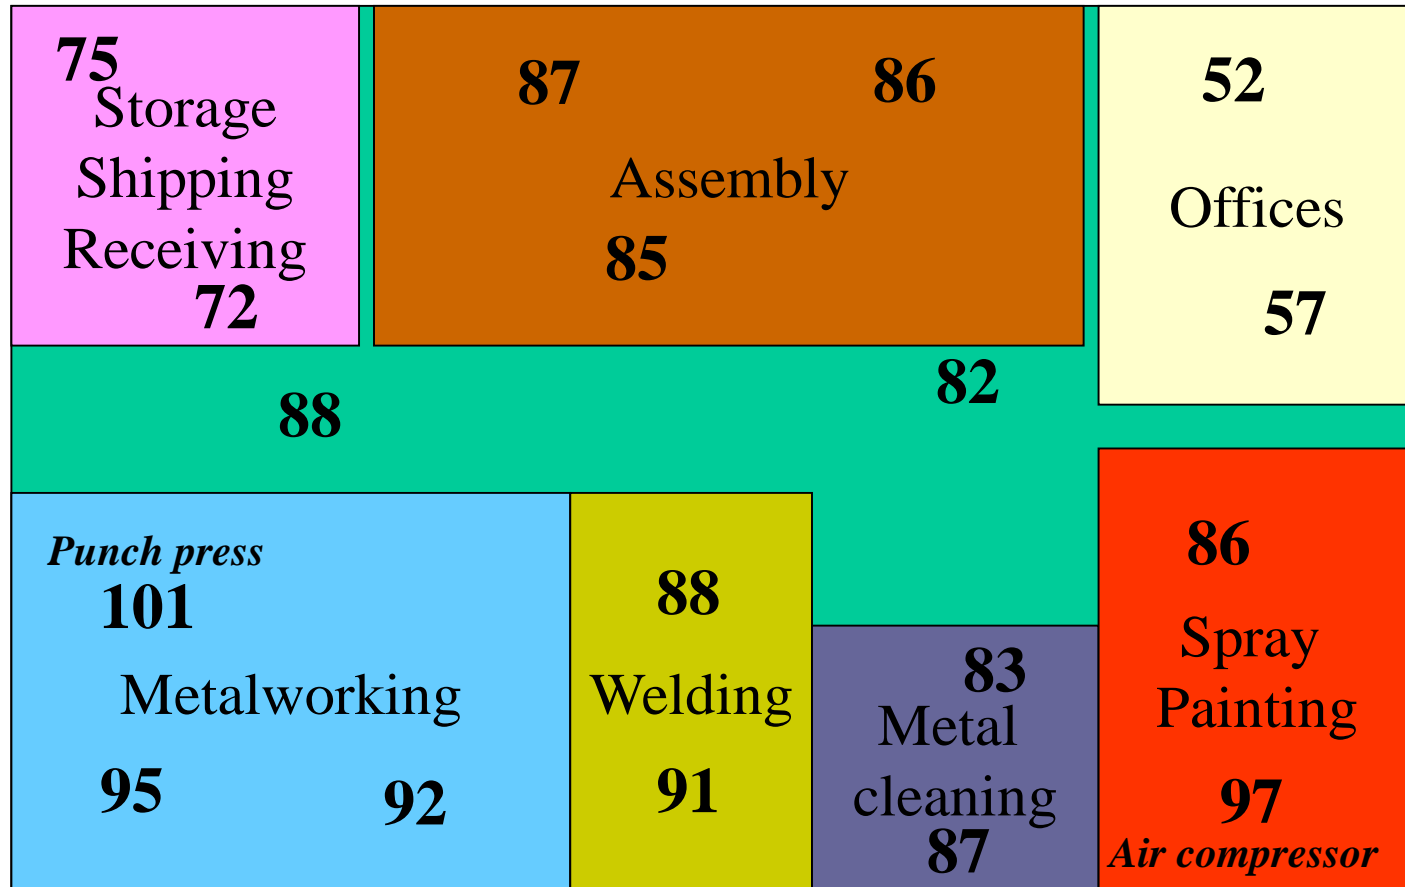 75
Storage
Shipping
Receiving
72
87
86
Assembly
85
52
Offices
57
88
82
Punch press
101
Metalworking
95
92
88
Welding
91
83
Metal
cleaning
87
86
Spray
Painting
97
Air compressor